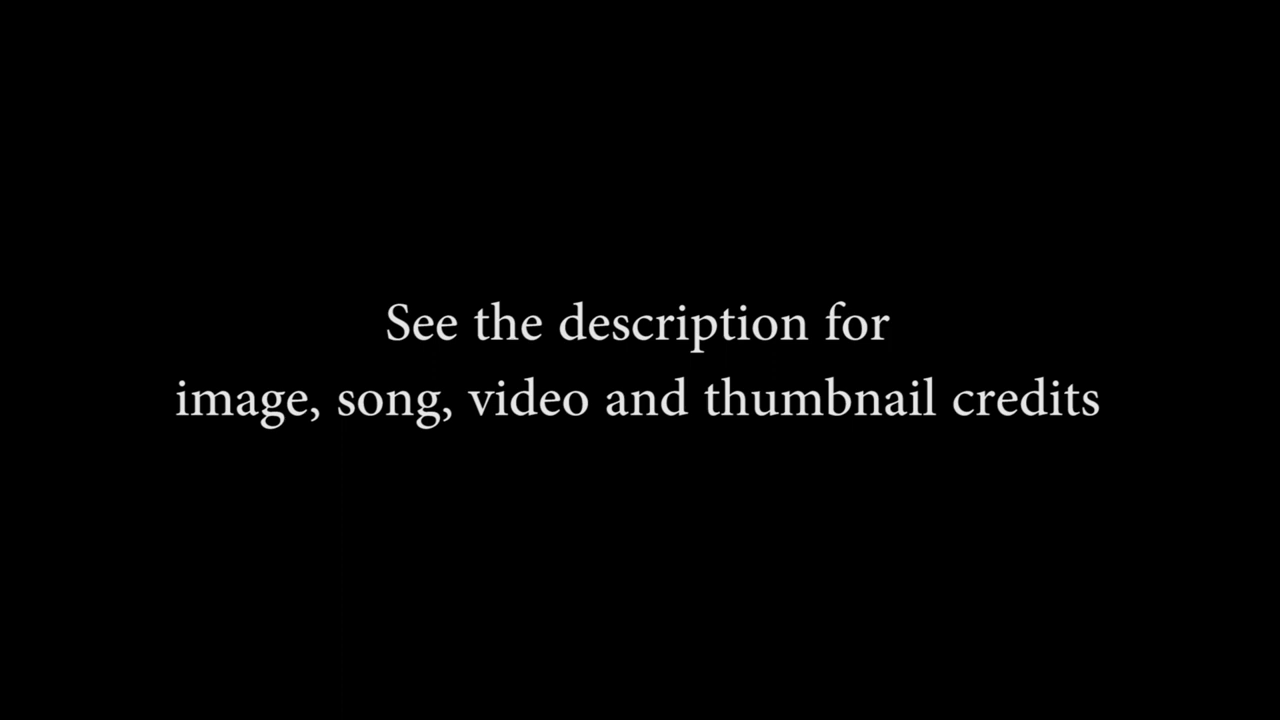 See the description for
image, song, video and thumbnail credits